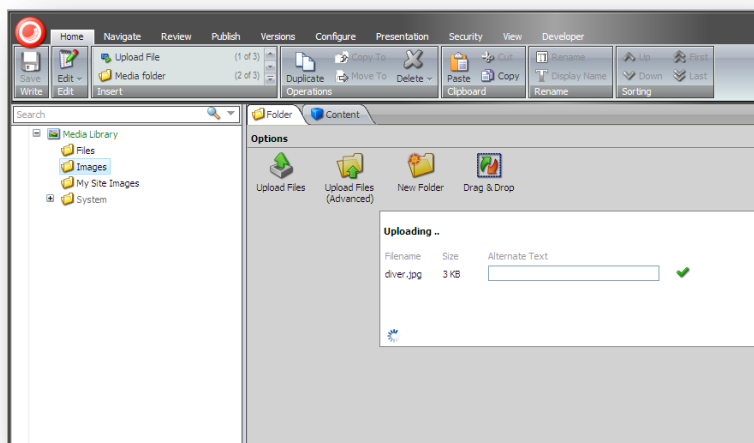 Home Navigate Review Publish Versions Configure Presentation Security View Developer
Save
Write
Edit
Edit
Upload File (1 of 3)
Media folder (2 of 3)
Insert
Duplicate
Copy To
Move To
Delete
Operations
Paste
Cut
Copy
Clipboard
Rename
Display Name
Rename
Up First
Down Last
Sorting
Search
Folder Content
Media Library
Files
Images
My Site Images
System
Options
Upload Files
Upload Files
(Advanced)
New Folder
Drag & Drop
Uploading ..
Filename Size Alternate Text
diver.jpg 3 KB